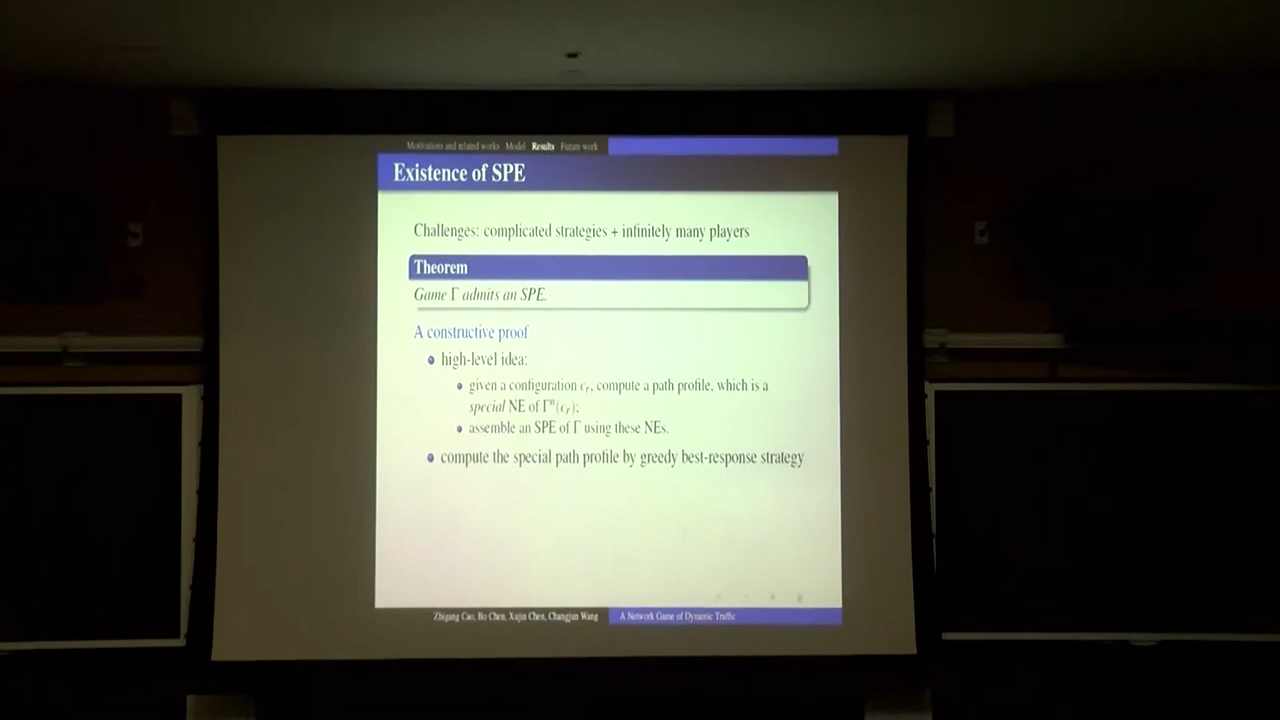 Motivations and related works Model Results Future work
Existence of SPE
Challenges: complicated strategies + infinitely many players
Theorem
Game Γ admits an SPE.
A constructive proof
high-level idea:
given a configuration cᵣ, compute a path profile, which is a
special NE of Γⁿ(cᵣ);
assemble an SPE of Γ using these NEs.
compute the special path profile by greedy best-response strategy
Zhigang Cao, Bo Chen, Xujin Chen, Changjun Wang A Network Game of Dynamic Traffic